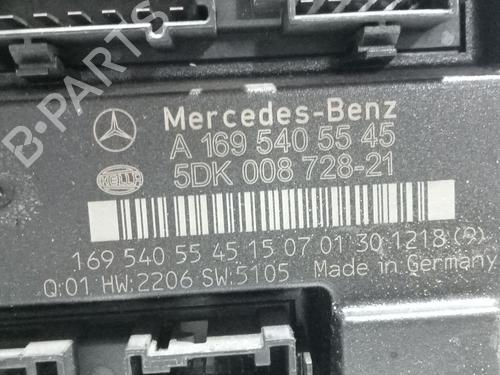 B-PARTS
Mercedes-Benz
A 169 540 55 45
HELLA
5DK 008 728-21
169 540 55 45 15 07 01 30 1218 (9)
Q:01 HW:2206 SW:5105 Made in Germany